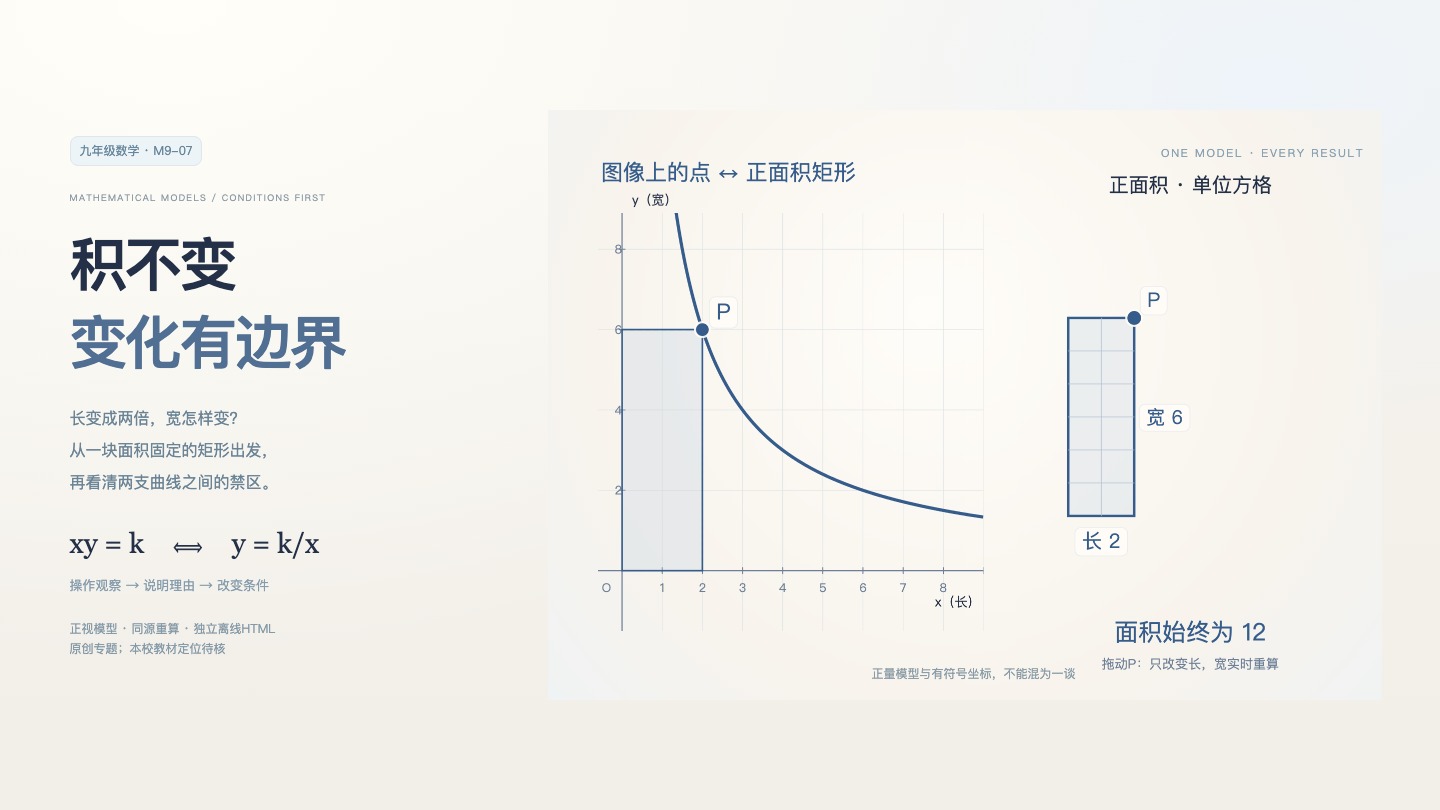 九年级数学 · M9–07
MATHEMATICAL MODELS / CONDITIONS FIRST
积不变
变化有边界
长变成两倍，宽怎样变？
从一块面积固定的矩形出发，
再看清两支曲线之间的禁区。
xy = k ⟺ y = k/x
操作观察 → 说明理由 → 改变条件
正视模型 · 同源重算 · 独立离线HTML
原创专题；本校教材定位待核
图像上的点 ↔ 正面积矩形
y（宽）
8
6
4
2
P
O 1 2 3 4 5 6 7 8
x（长）
正量模型与有符号坐标，不能混为一谈
ONE MODEL · EVERY RESULT
正面积 · 单位方格
P
宽 6
长 2
面积始终为 12
拖动P：只改变长，宽实时重算